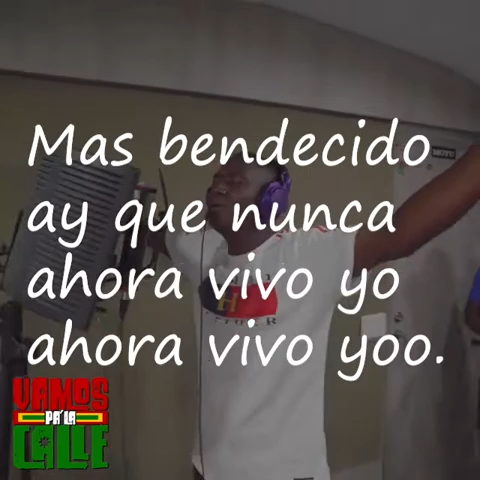 Mas bendecido
ay que nunca
ahora vivo yo
ahora vivo yoo.
VAMOS
PA' LA
CALLE